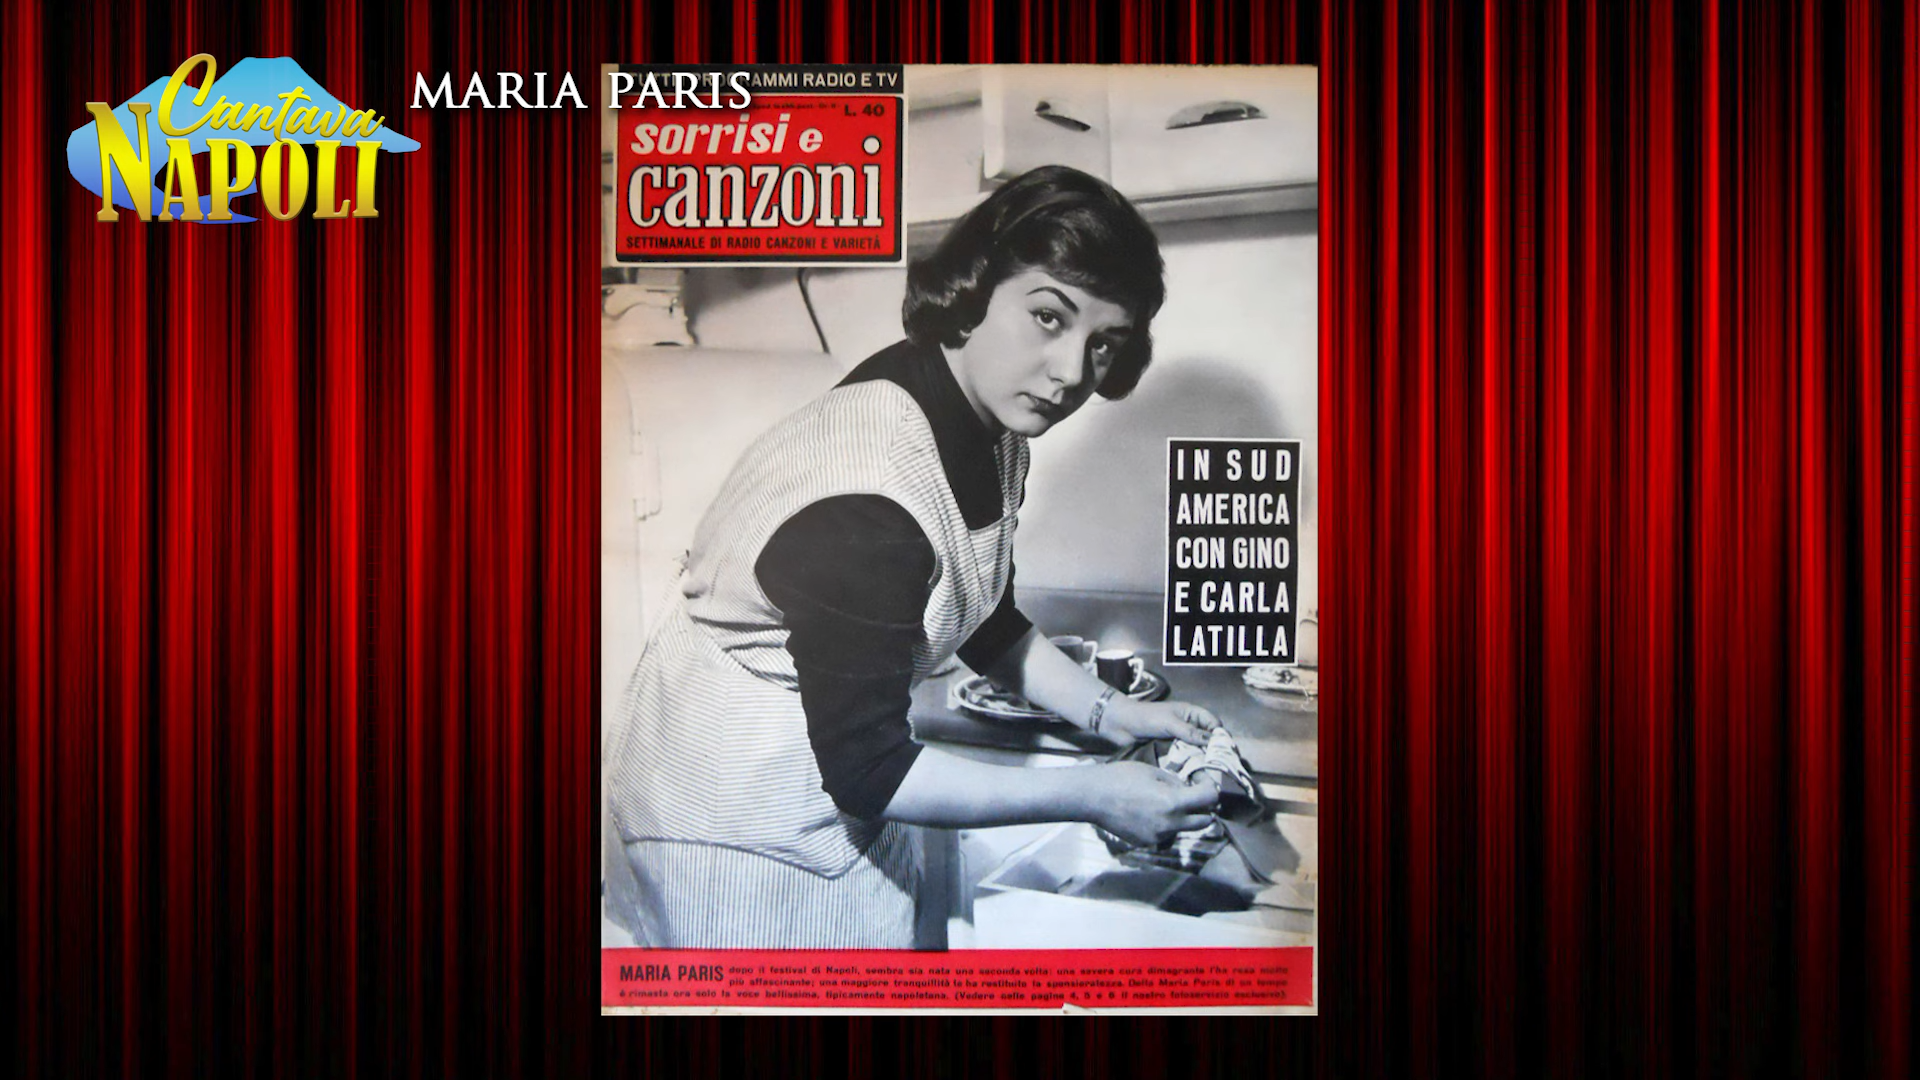 Cantava
NAPOLI
MARIA PARIS
TUTTI I PROGRAMMI RADIO E TV
L. 40
sorrisi e
canzoni
SETTIMANALE DI RADIO CANZONI E VARIETÀ
IN SUD
AMERICA
CON GINO
E CARLA
LATILLA
MARIA PARIS dopo il festival di Napoli, sembra sia nata una seconda volta: una severa cura dimagrante l'ha resa molto
più affascinante; una maggiore tranquillità le ha restituito la spensieratezza. Della Maria Paris di un tempo
è rimasta ora solo la voce bellissima, tipicamente napoletana. (Vedere nelle pagine 4, 5 e 6 il nostro fotoservizio esclusivo).